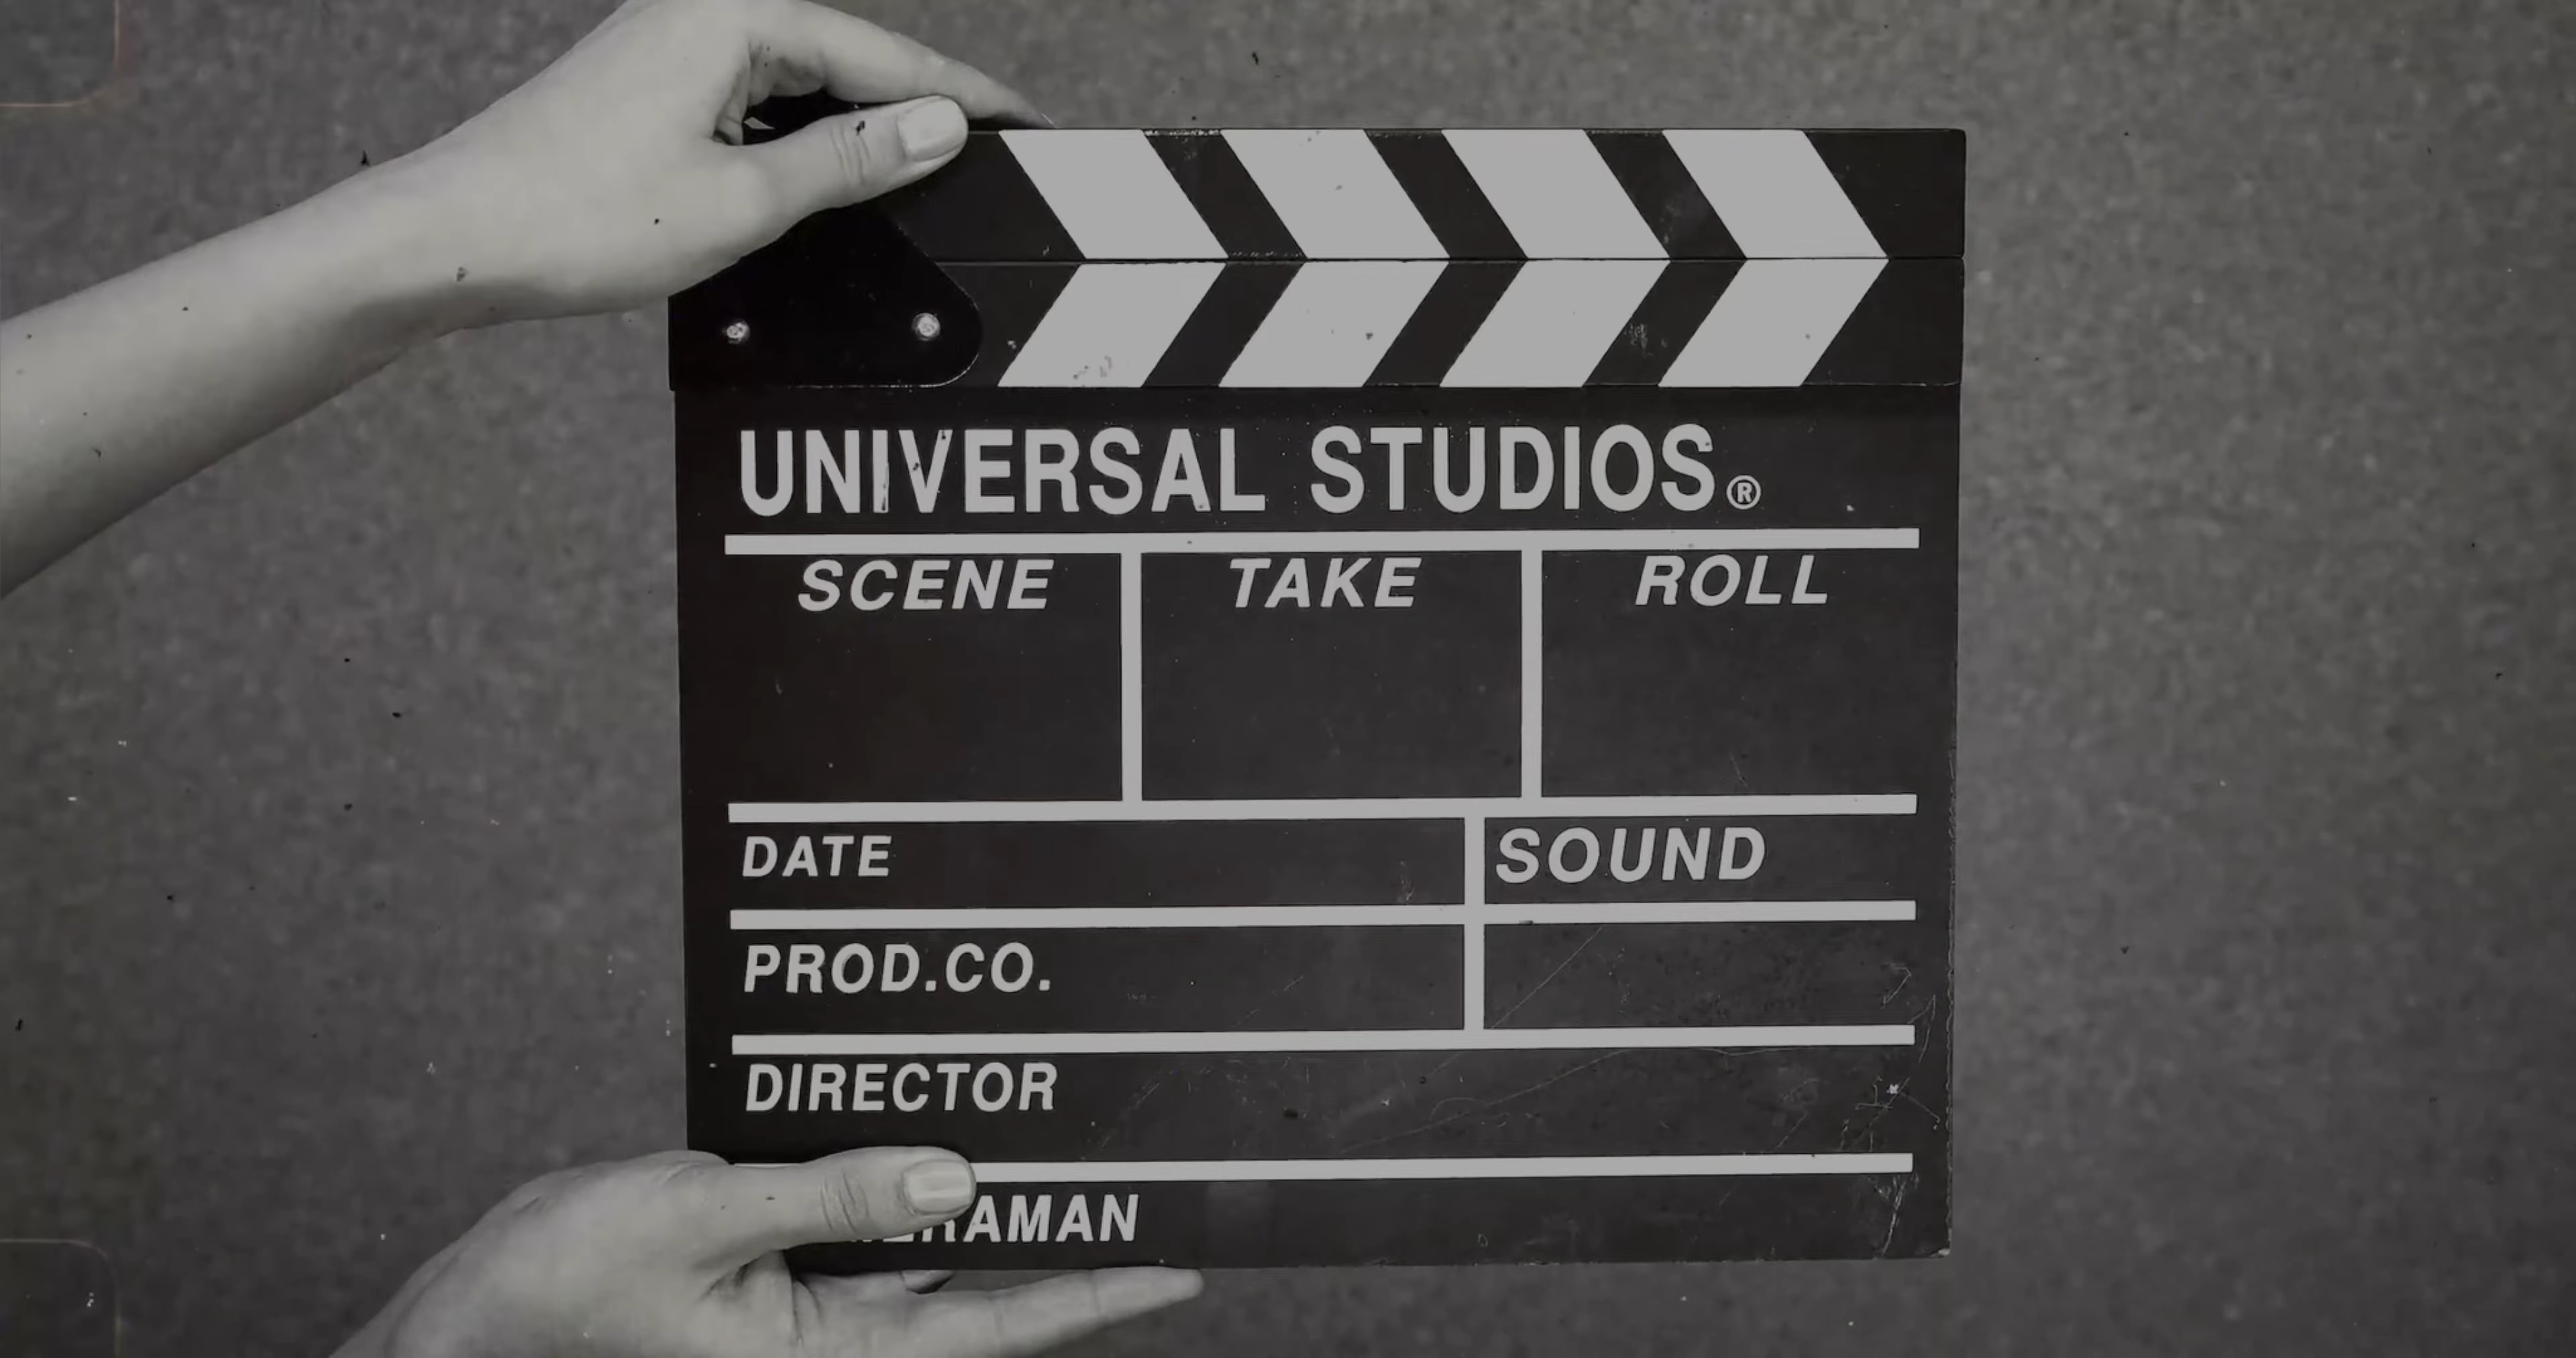 UNIVERSAL STUDIOS®
SCENE TAKE ROLL
DATE SOUND
PROD.CO.
DIRECTOR